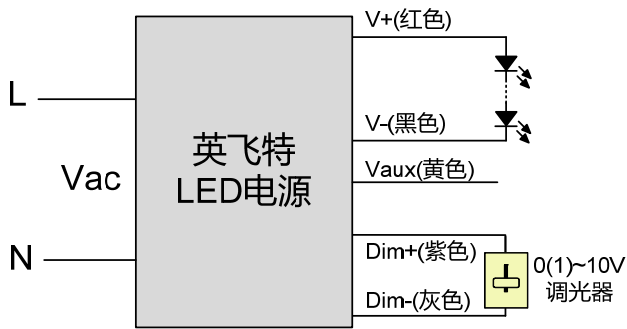 V+(红色)
L
英飞特
LED电源
V-(黑色)
Vac
Vaux(黄色)
N
Dim+(紫色)
0(1)~10V
调光器
Dim-(灰色)